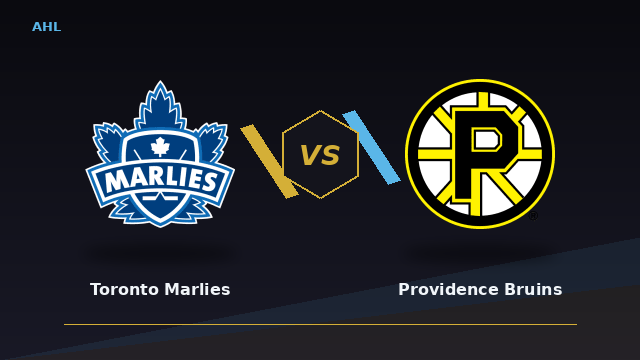 AHL
MARLIES
VS
P
Toronto Marlies
Providence Bruins